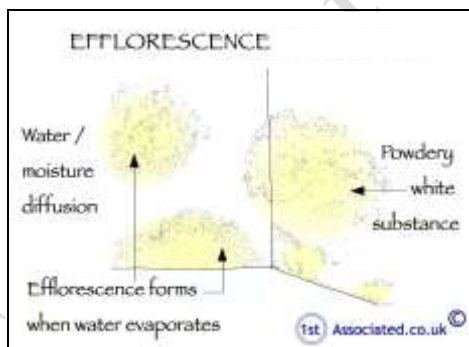 EFFLORESCENCE
Water /
moisture
diffusion
Powdery
white
substance
Efflorescence forms
when water evaporates
1st Associated.co.uk ©